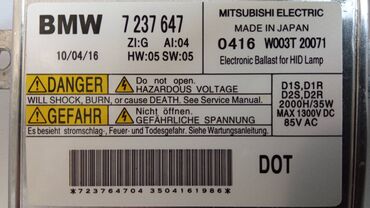 BMW 7 237 647 MITSUBISHI ELECTRIC
ZI:G AI:04 MADE IN JAPAN
10/04/16 HW:05 SW:05 0416 W003T 20071
Electronic Ballast for HID Lamp
DANGER Do not open.
HAZARDOUS VOLTAGE
WILL SHOCK, BURN, or cause DEATH. See Service Manual.
GEFAHR Nicht öffnen.
GEFÄHRLICHE SPANNUNG
Es besteht stromschlag-, Feuer- und Todesgefahr. Siehe Wartungsanleitung.
D1S,D1R
D2S,D2R
2000H/35W
MAX 1300V DC
85V AC
DOT
*723764704 3504161986*